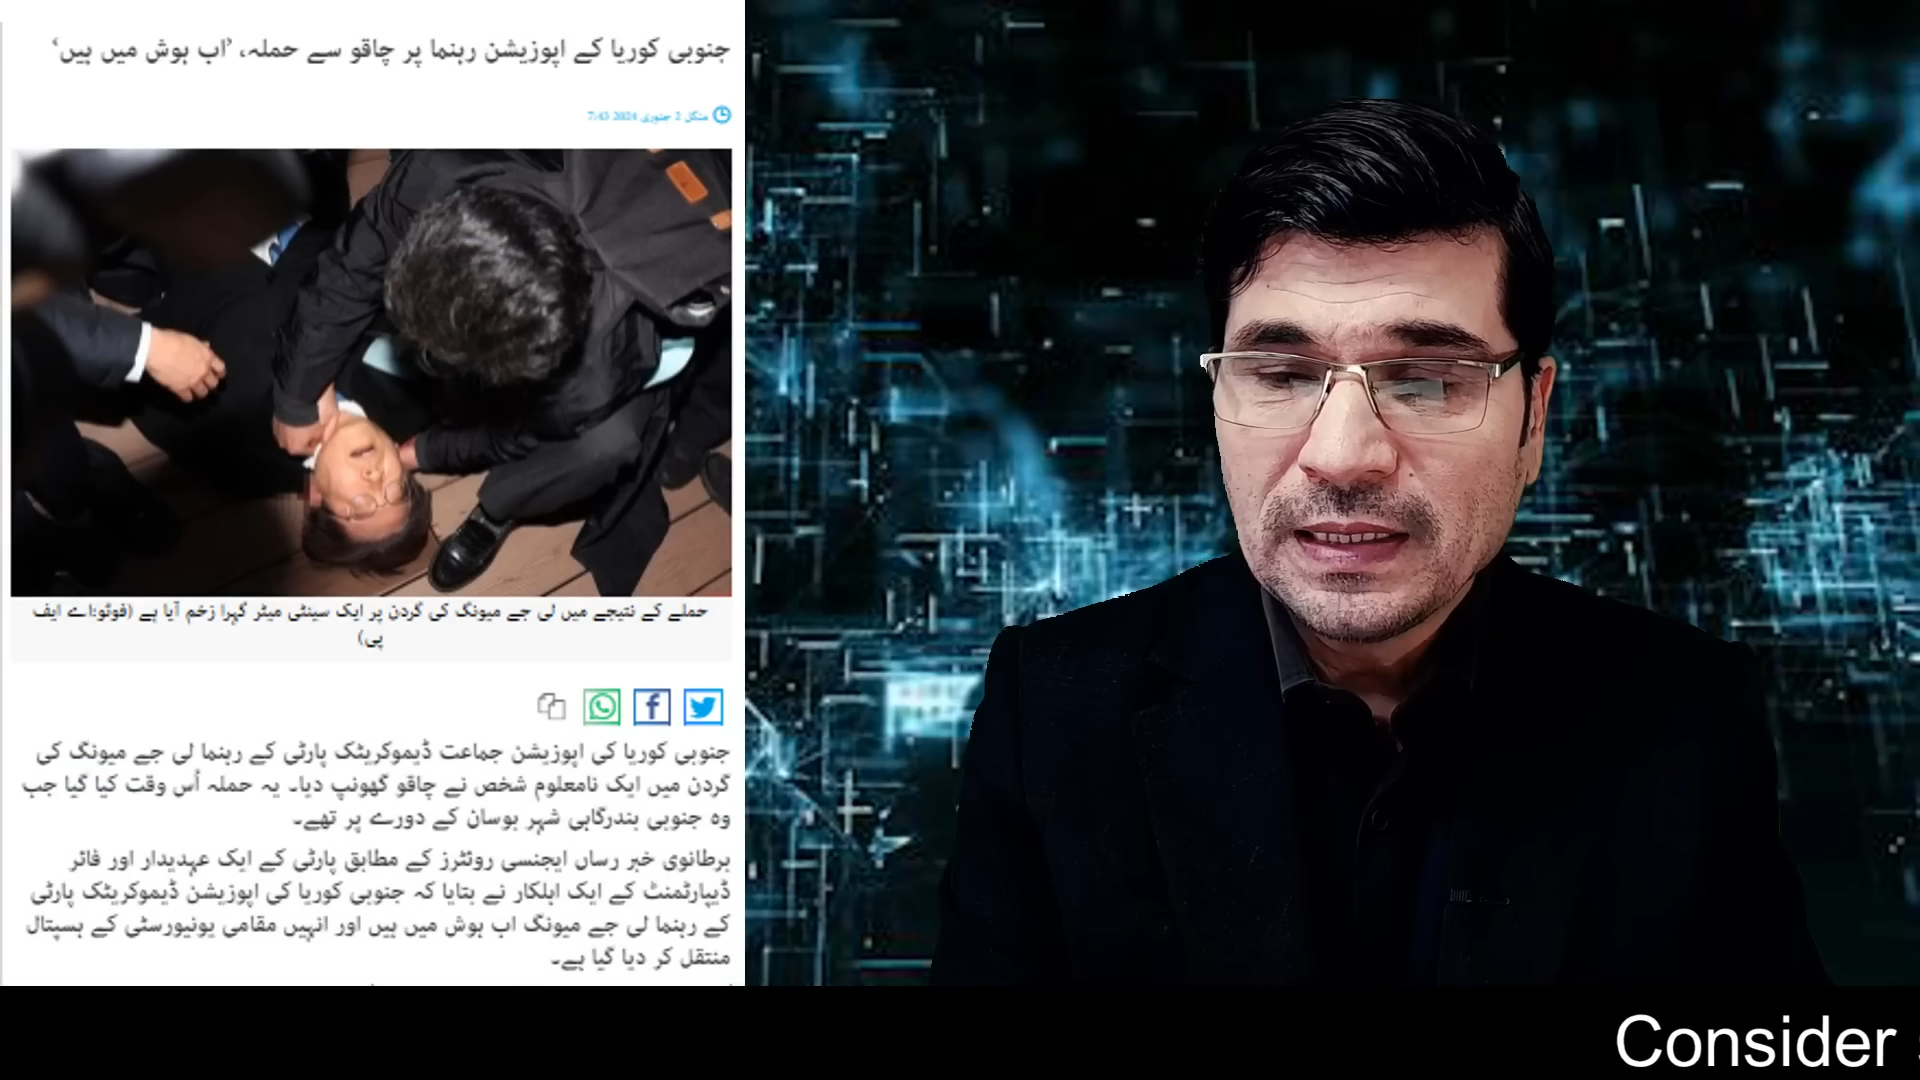 جنوبی کوریا کے اپوزیشن رہنما پر چاقو سے حملہ، ’اب ہوش میں ہیں‘
منگل 2 جنوری 2024 7:43
حملے کے نتیجے میں لی جے میونگ کی گردن پر ایک سینٹی میٹر گہرا زخم آیا ہے (فوٹو:اے ایف
پی)
جنوبی کوریا کی اپوزیشن جماعت ڈیموکریٹک پارٹی کے رہنما لی جے میونگ کی
گردن میں ایک نامعلوم شخص نے چاقو گھونپ دیا۔ یہ حملہ اُس وقت کیا گیا جب
وہ جنوبی بندرگاہی شہر بوسان کے دورے پر تھے۔
برطانوی خبر رساں ایجنسی روئٹرز کے مطابق پارٹی کے ایک عہدیدار اور فائر
ڈیپارٹمنٹ کے ایک اہلکار نے بتایا کہ جنوبی کوریا کی اپوزیشن ڈیموکریٹک پارٹی
کے رہنما لی جے میونگ اب ہوش میں ہیں اور انہیں مقامی یونیورسٹی کے ہسپتال
منتقل کر دیا گیا ہے۔
Consider